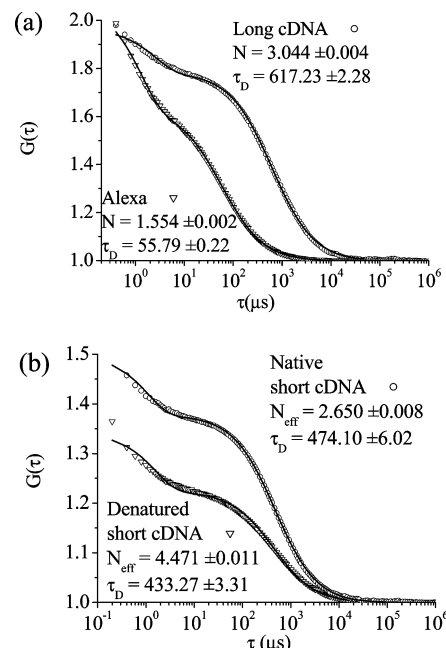 (a)
2.0
1.8
1.6
1.4
1.2
1.0
G(τ)
Long cDNA ○
N = 3.044 ±0.004
τD = 617.23 ±2.28
Alexa ▽
N = 1.554 ±0.002
τD = 55.79 ±0.22
10^0 10^1 10^2 10^3 10^4 10^5 10^6
τ(μs)
(b)
1.5
1.4
1.3
1.2
1.1
1.0
G(τ)
Native
short cDNA ○
Neff = 2.650 ±0.008
τD = 474.10 ±6.02
Denatured
short cDNA ▽
Neff = 4.471 ±0.011
τD = 433.27 ±3.31
10^-1 10^0 10^1 10^2 10^3 10^4 10^5 10^6
τ (μs)